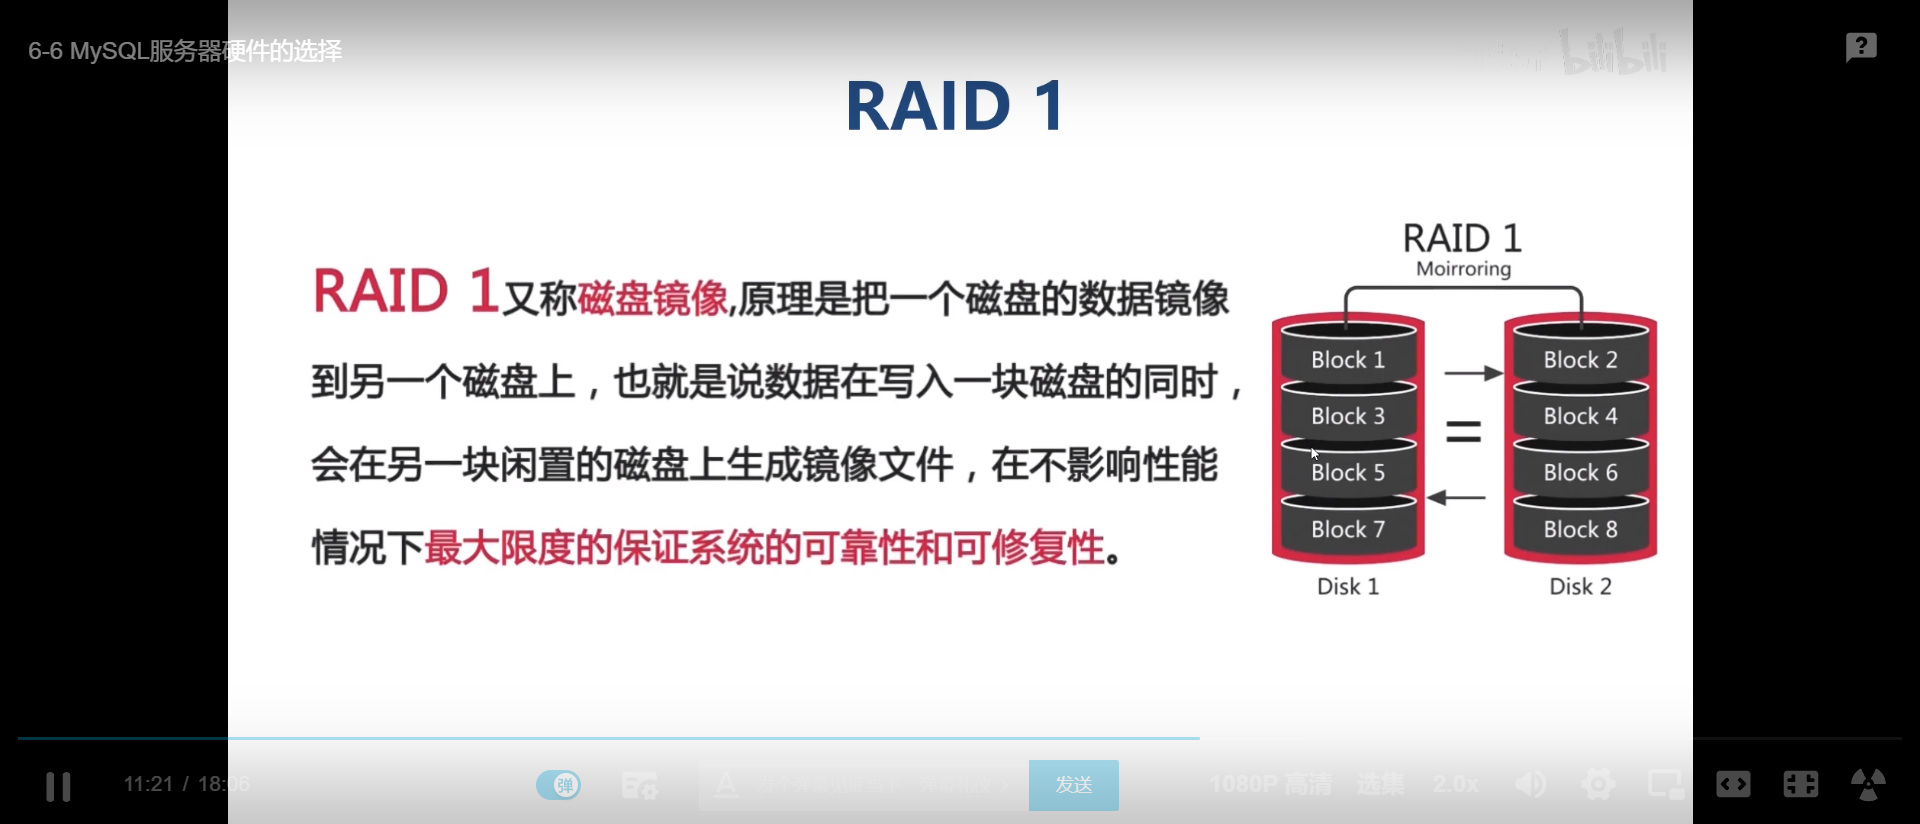 6-6 MySQL服务器硬件的选择
bilibili
RAID 1
RAID 1又称磁盘镜像,原理是把一个磁盘的数据镜像
到另一个磁盘上，也就是说数据在写入一块磁盘的同时，
会在另一块闲置的磁盘上生成镜像文件，在不影响性能
情况下最大限度的保证系统的可靠性和可修复性。
RAID 1
Moirroring
Block 1
Block 2
Block 3
=
Block 4
Block 5
Block 6
Block 7
Block 8
Disk 1
Disk 2
11:21 / 18:06
弹
发送
1080P 高清
选集
2.0x